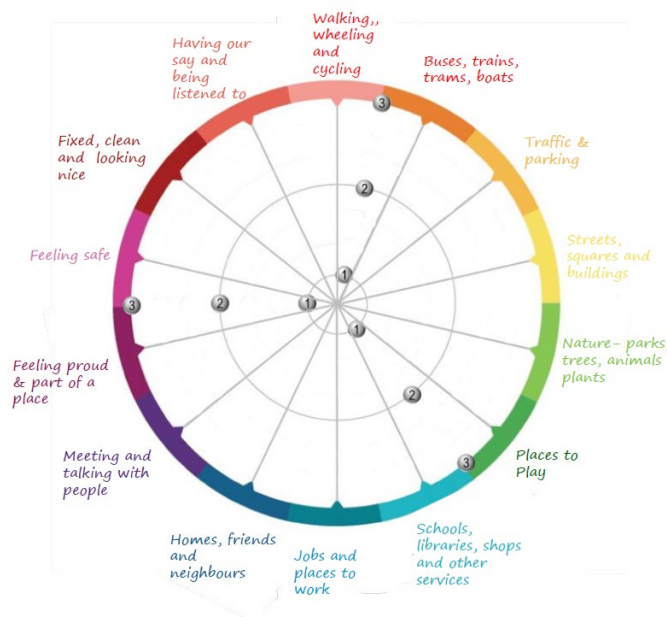 Walking,,
wheeling
and
cycling
Buses, trains,
trams, boats
Traffic &
parking
Streets,
squares and
buildings
Nature- parks
trees, animals
plants
Places to
Play
Schools,
libraries, shops
and other
services
Jobs and
places to
work
Homes, friends
and
neighbours
Meeting and
talking with
people
Feeling proud
& part of a
place
Feeling safe
Fixed, clean
and looking
nice
Having our
say and
being
listened to
3
2
1
3
2
1
1
2
3